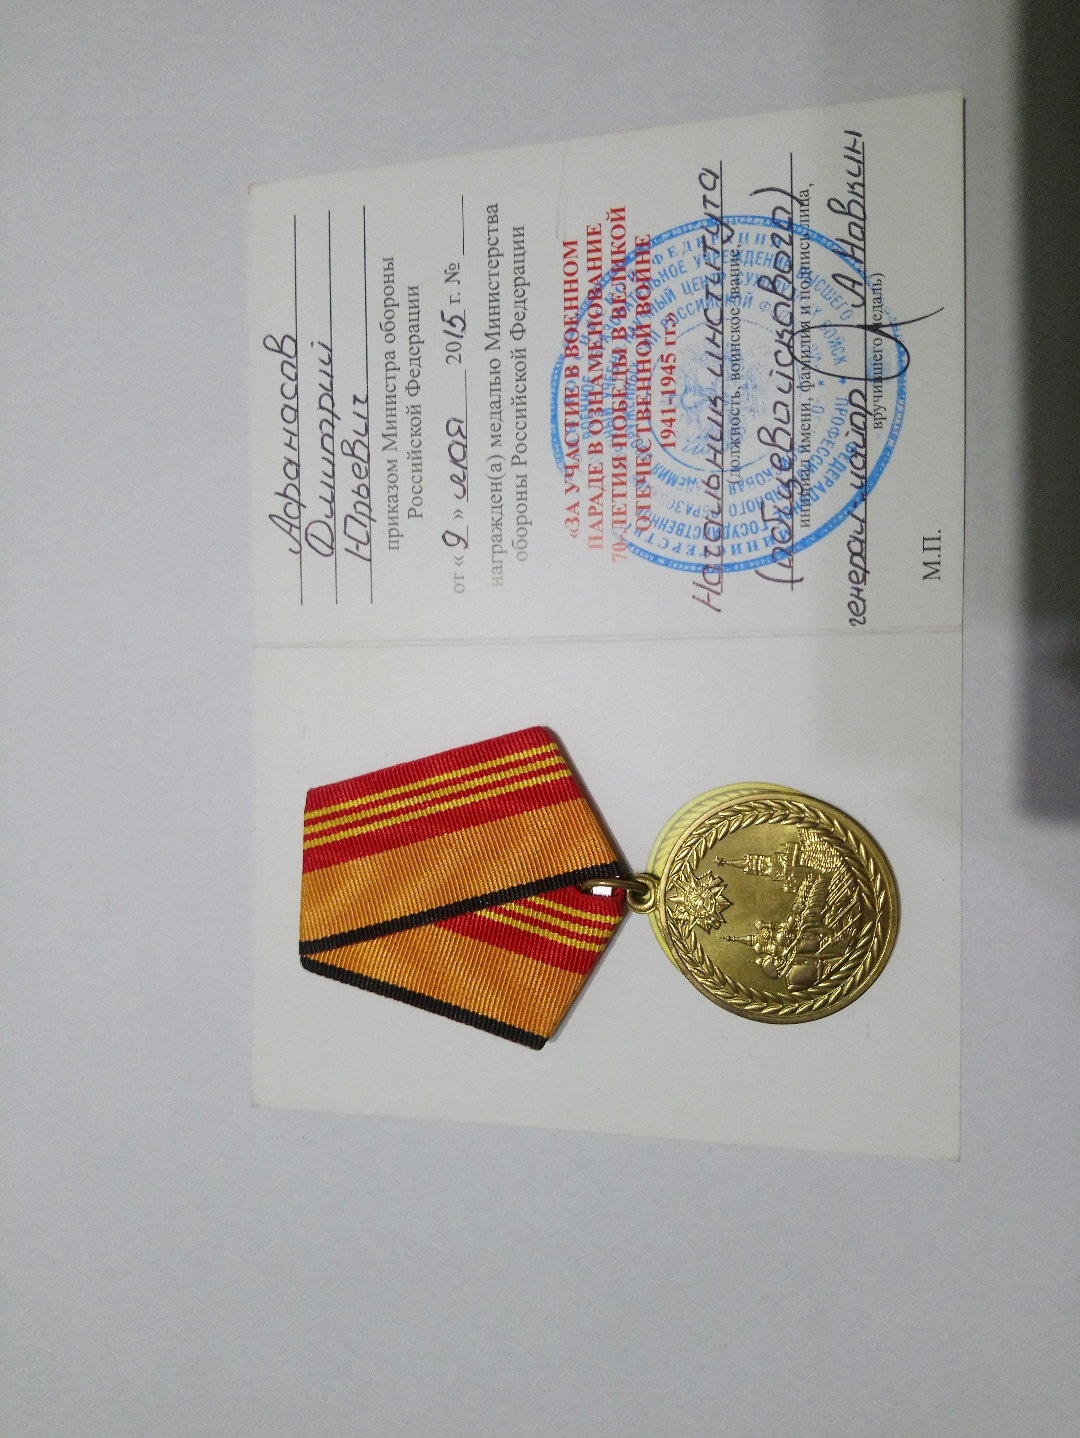 Афанасов
Дмитрий
Юрьевич
приказом Министра обороны
Российской Федерации
от «9» мая 2015 г. №
награжден(а) медалью Министерства
обороны Российской Федерации
«ЗА УЧАСТИЕ В ВОЕННОМ
ПАРАДЕ В ОЗНАМЕНОВАНИЕ
70-ЛЕТИЯ ПОБЕДЫ В ВЕЛИКОЙ
ОТЕЧЕСТВЕННОЙ ВОЙНЕ
1941-1945 гг.»
Начальник института
(должность, воинское звание,
(общевойскового)
инициал имени, фамилия и подпись лица,
генерал-майор А.
вручившего медаль)
М.П.